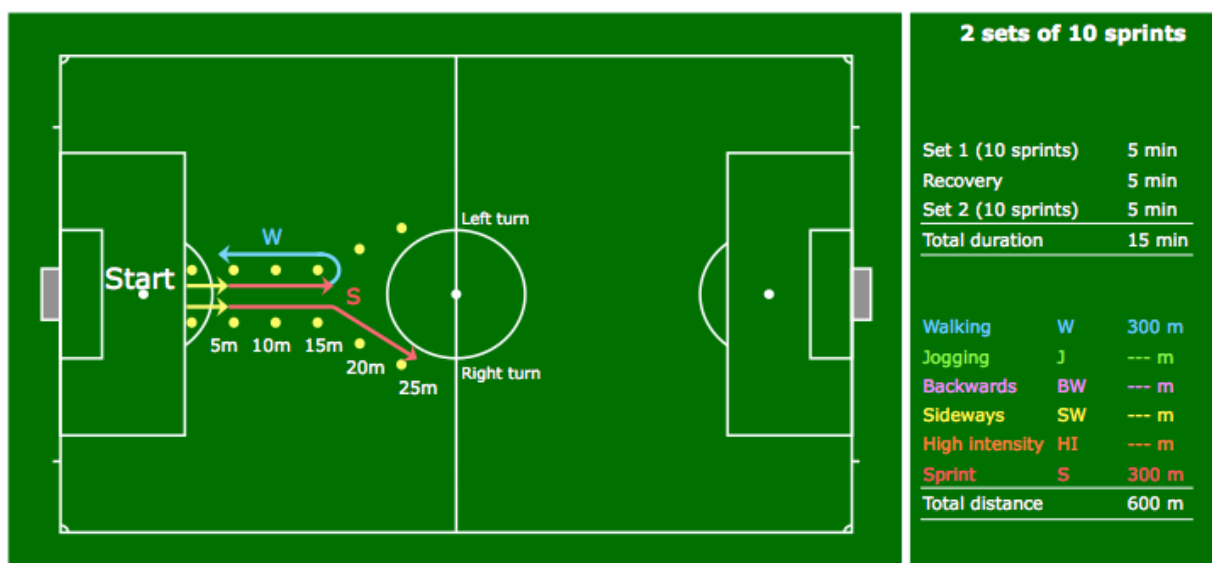 2 sets of 10 sprints
Set 1 (10 sprints) 5 min
Recovery 5 min
Set 2 (10 sprints) 5 min
Total duration 15 min
Left turn
W
Start
S
5m 10m 15m
20m
25m
Right turn
Walking W 300 m
Jogging J --- m
Backwards BW --- m
Sideways SW --- m
High intensity HI --- m
Sprint S 300 m
Total distance 600 m